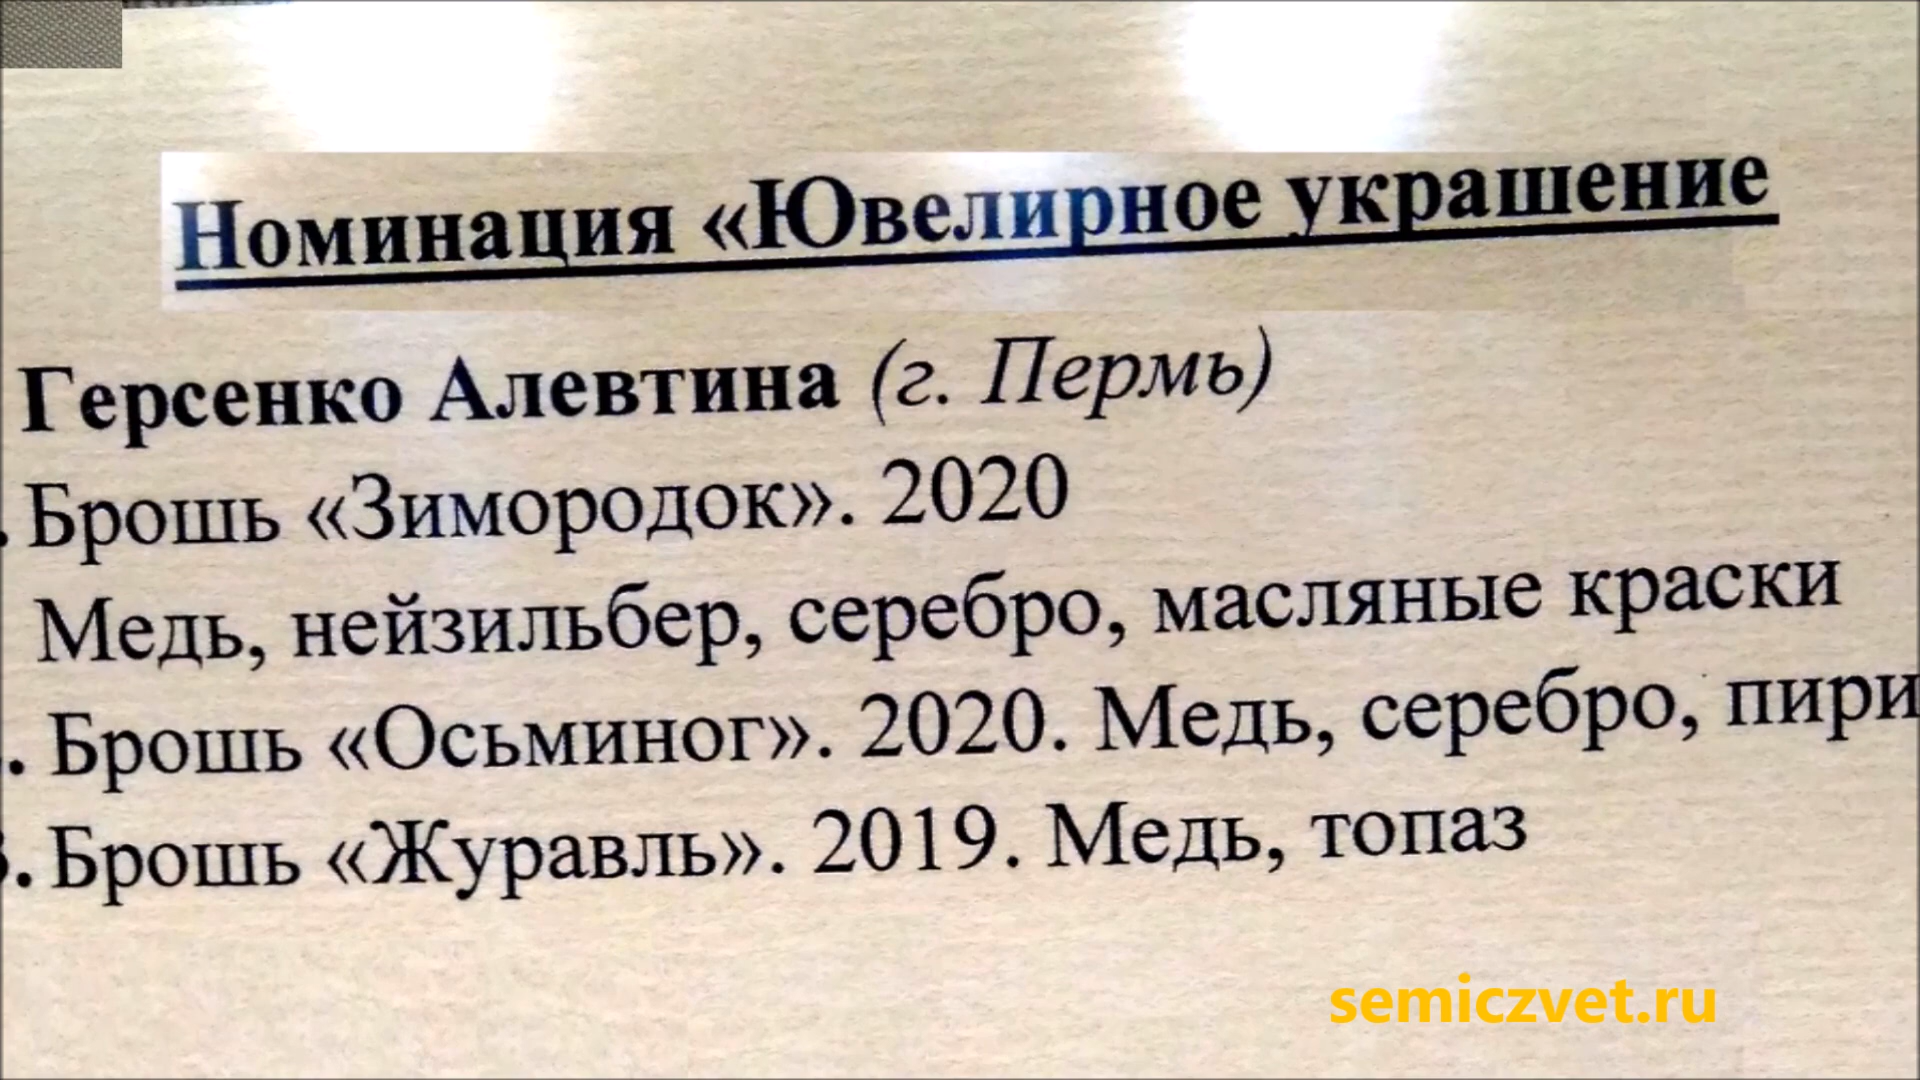 Номинация «Ювелирное украшение
Герсенко Алевтина (г. Пермь)
. Брошь «Зимородок». 2020
Медь, нейзильбер, серебро, масляные краски
. Брошь «Осьминог». 2020. Медь, серебро, пири
. Брошь «Журавль». 2019. Медь, топаз
semiczvet.ru